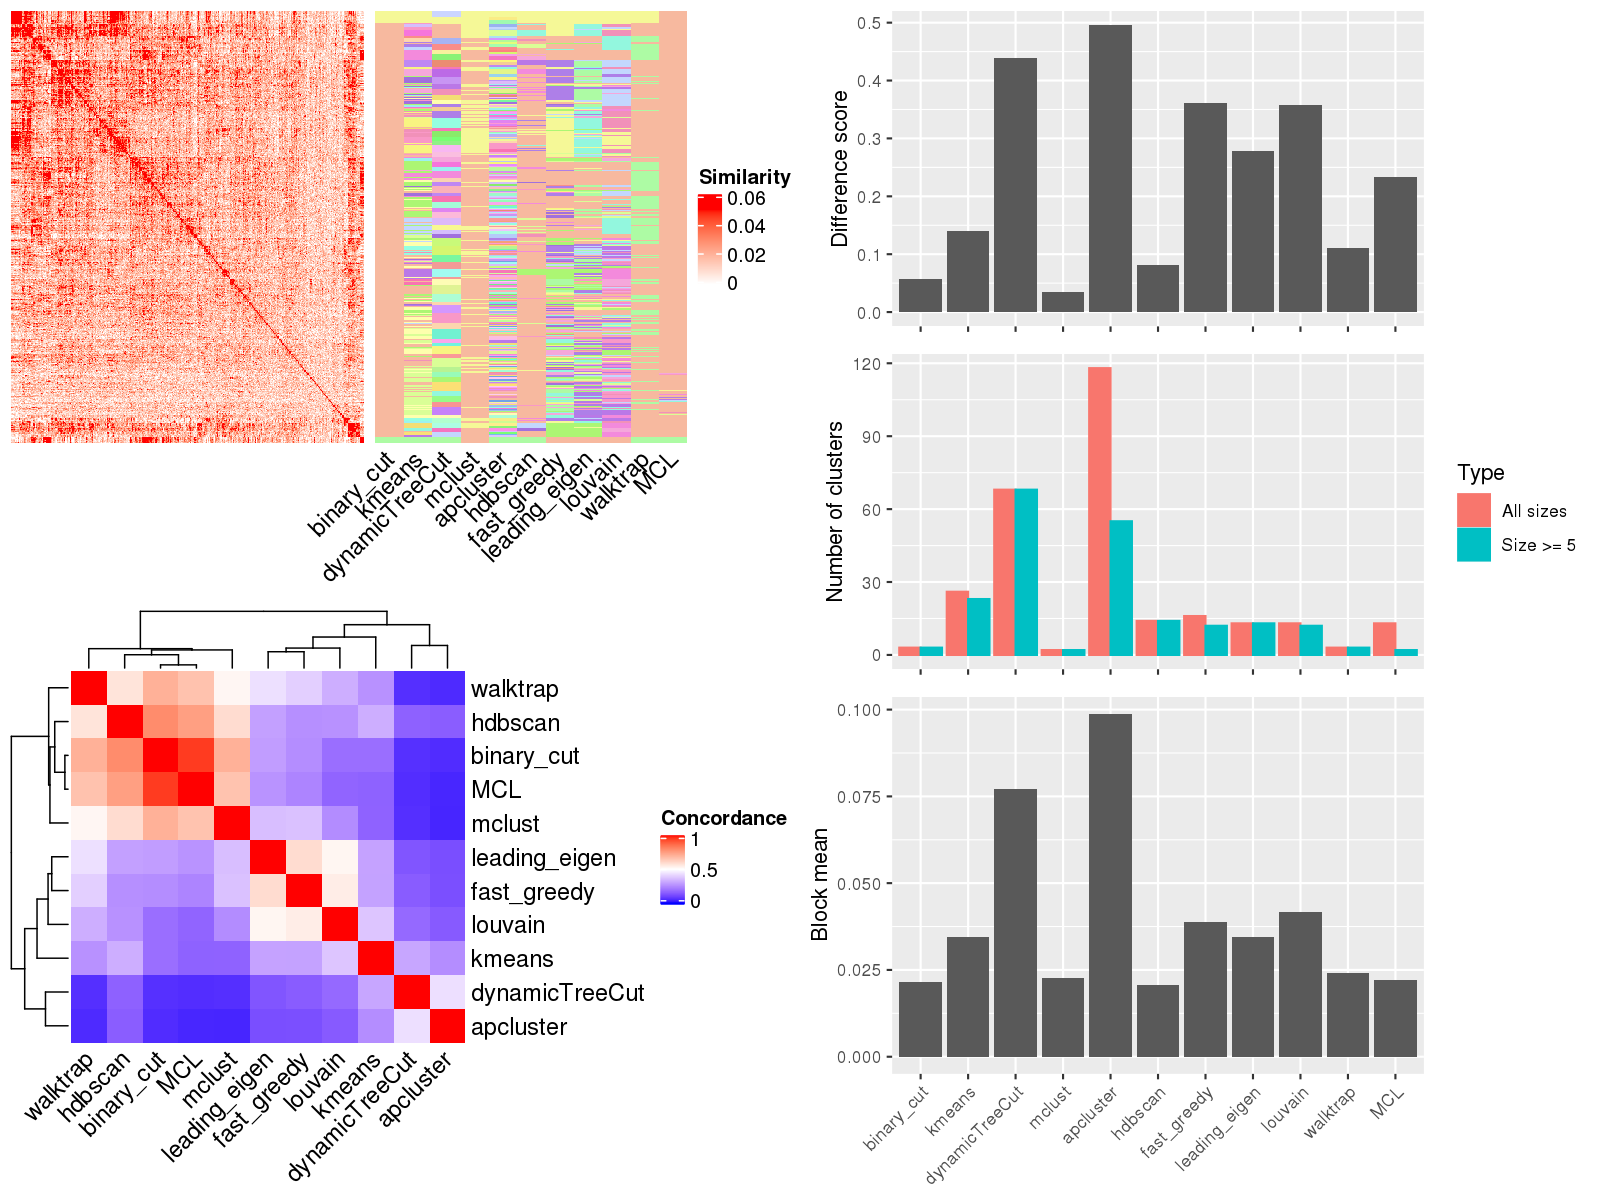 Similarity
0.06
0.04
0.02
0
binary_cut
kmeans
dynamicTreeCut
mclust
apcluster
hdbscan
fast_greedy
leading_eigen
louvain
walktrap
MCL
walktrap
hdbscan
binary_cut
MCL
mclust
leading_eigen
fast_greedy
louvain
kmeans
dynamicTreeCut
apcluster
walktrap
hdbscan
binary_cut
MCL
mclust
leading_eigen
fast_greedy
louvain
kmeans
dynamicTreeCut
apcluster
Concordance
1
0.5
0
Difference score
0.5
0.4
0.3
0.2
0.1
0.0
Number of clusters
120
90
60
30
0
Type
All sizes
Size >= 5
Block mean
0.100
0.075
0.050
0.025
0.000
binary_cut
kmeans
dynamicTreeCut
mclust
apcluster
hdbscan
fast_greedy
leading_eigen
louvain
walktrap
MCL